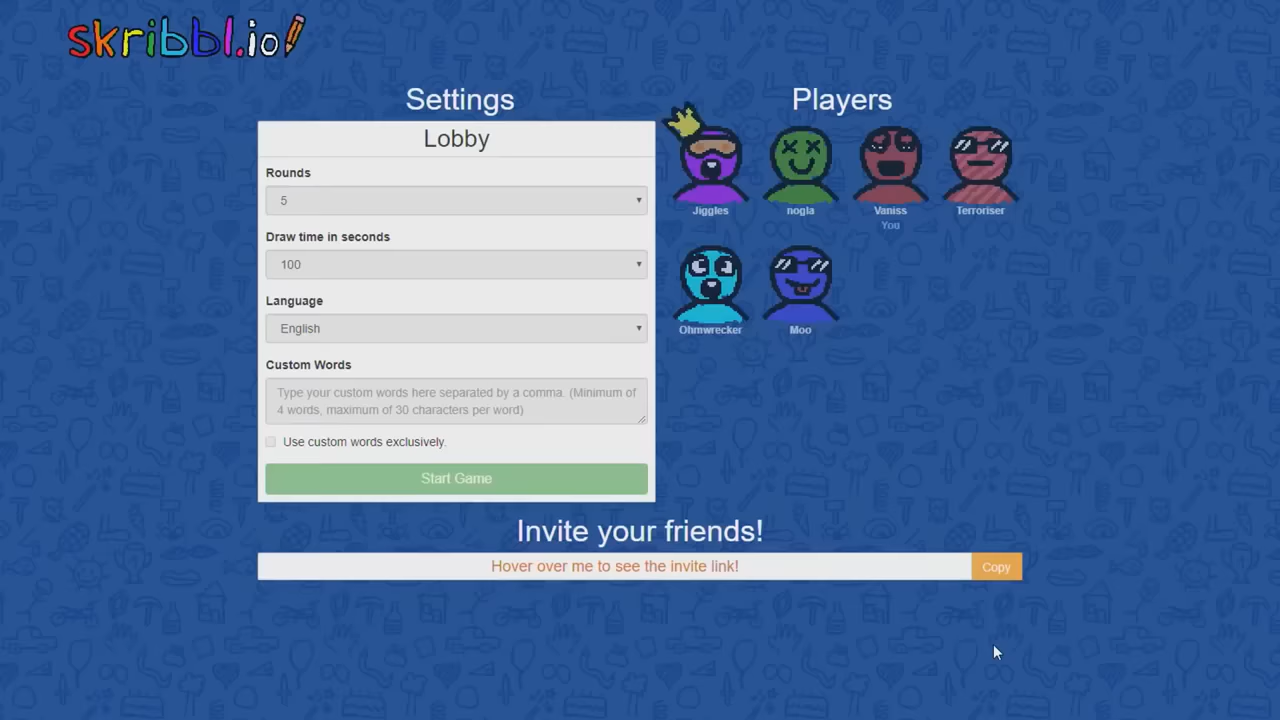 skribbl.io
Settings
Players
Lobby
Rounds
5
Draw time in seconds
100
Language
English
Custom Words
Type your custom words here separated by a comma. (Minimum of
4 words, maximum of 30 characters per word)
Use custom words exclusively.
Start Game
Jiggles
nogla
Vaniss
Terroriser
You
Ohmwrecker
Moo
Invite your friends!
Hover over me to see the invite link!
Copy